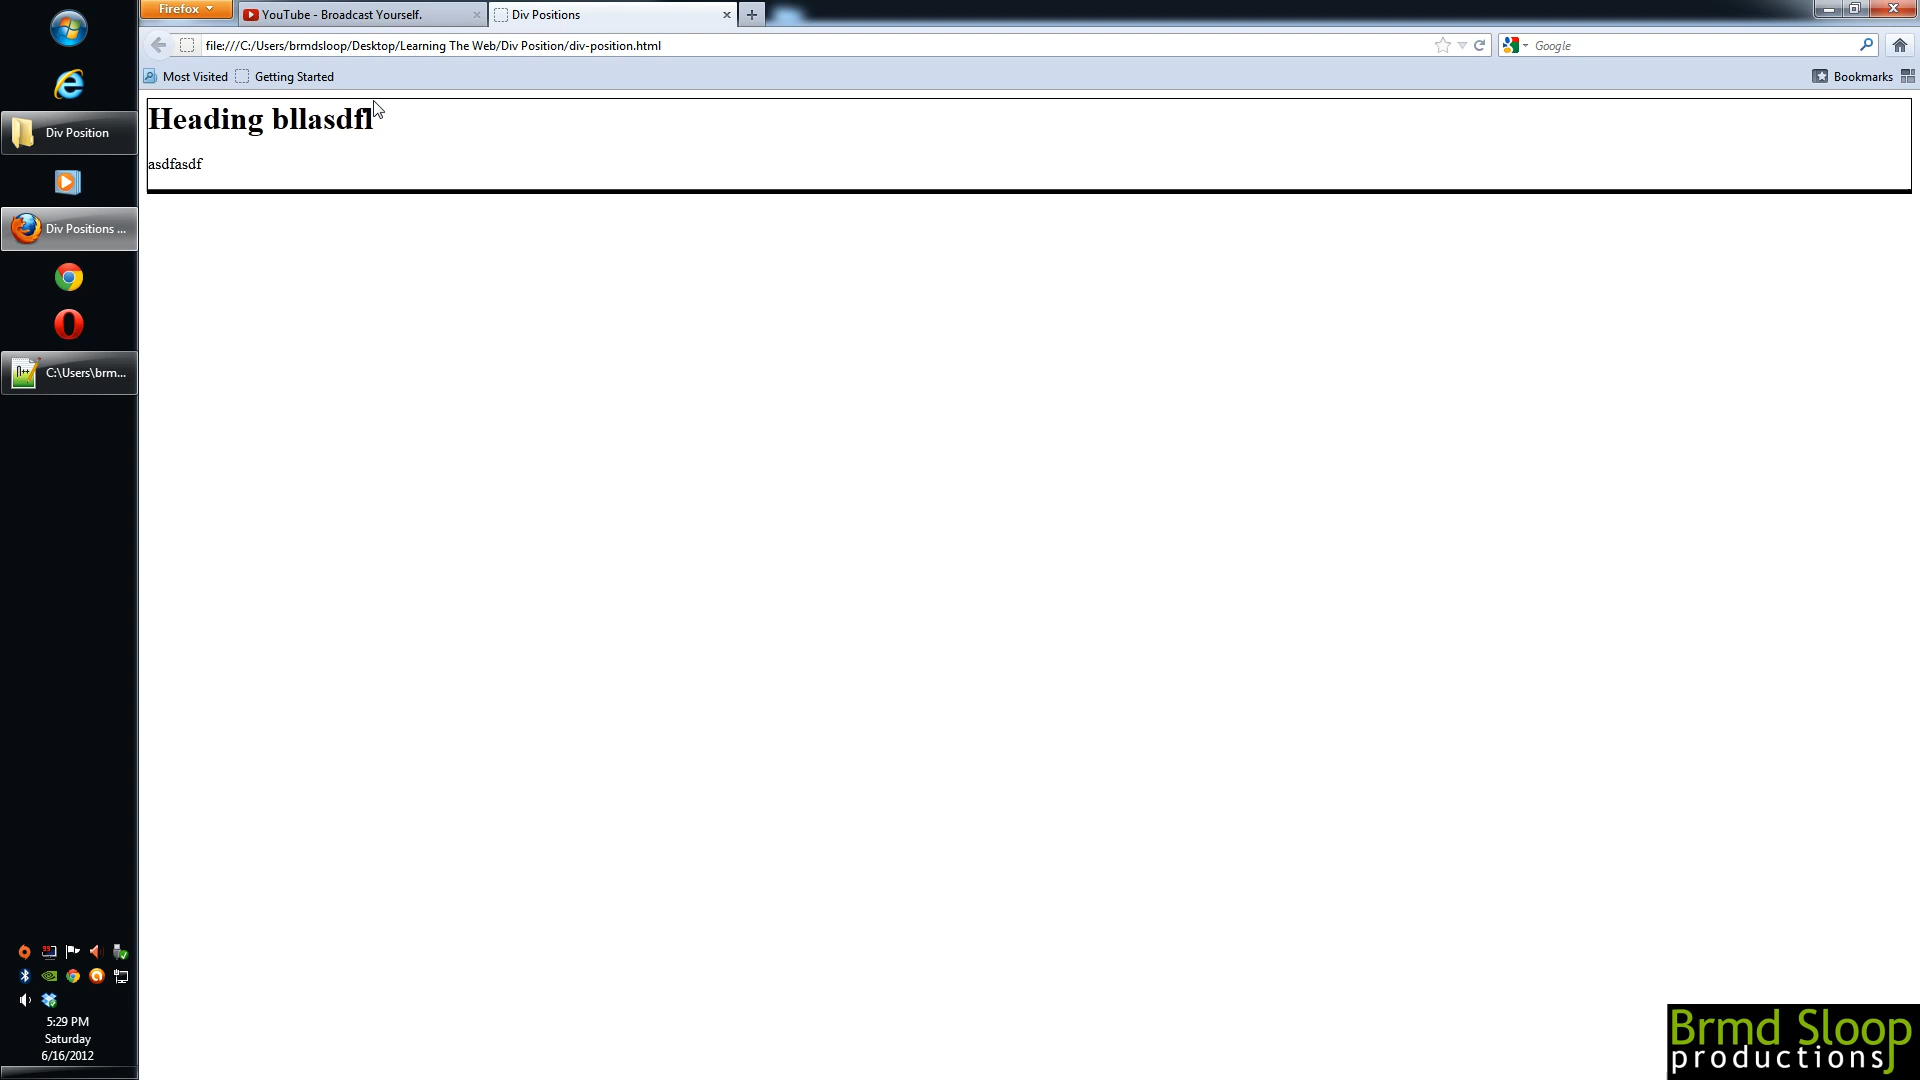 Firefox
YouTube - Broadcast Yourself.
Div Positions
file:///C:/Users/brmdsloop/Desktop/Learning The Web/Div Position/div-position.html
Google
Most Visited
Getting Started
Bookmarks
Heading bllasdfl
asdfasdf
Div Position
Div Positions ...
C:\Users\brm...
5:29 PM
Saturday
6/16/2012
Brmd Sloop
productions